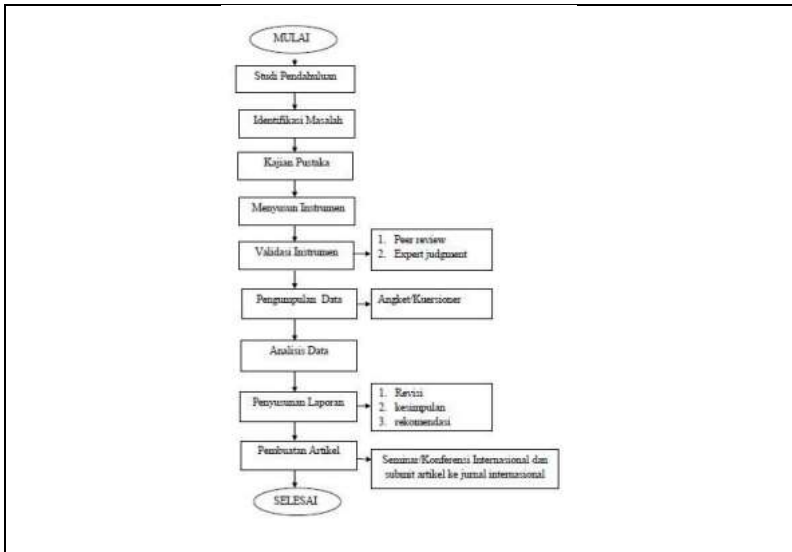 MULAI
Studi Pendahuluan
Identifikasi Masalah
Kajian Pustaka
Menyusun Instrumen
Validasi Instrumen
1. Peer review
2. Expert judgment
Pengumpulan Data
Angket/Kuersioner
Analisis Data
Penyusunan Laporan
1. Revisi
2. kesimpulan
3. rekomendasi
Pembuatan Artikel
Seminar/Konferensi Internasional dan
submit artikel ke jurnal internasional
SELESAI